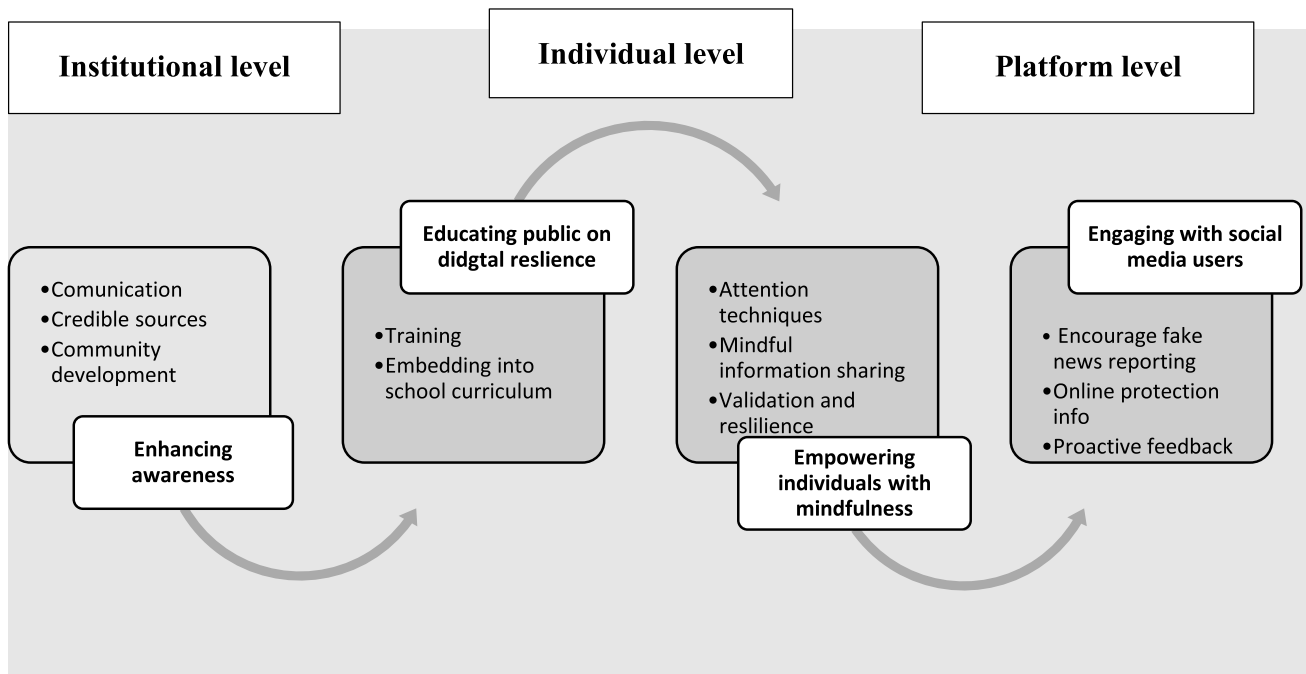 Institutional level
Individual level
Platform level
•Comunication
•Credible sources
•Community
development
Enhancing
awareness
Educating public on
didgtal reslience
•Training
•Embedding into
school curriculum
•Attention
techniques
•Mindful
information sharing
•Validation and
reslilience
Empowering
individuals with
mindfulness
Engaging with social
media users
• Encourage fake
news reporting
•Online protection
info
•Proactive feedback